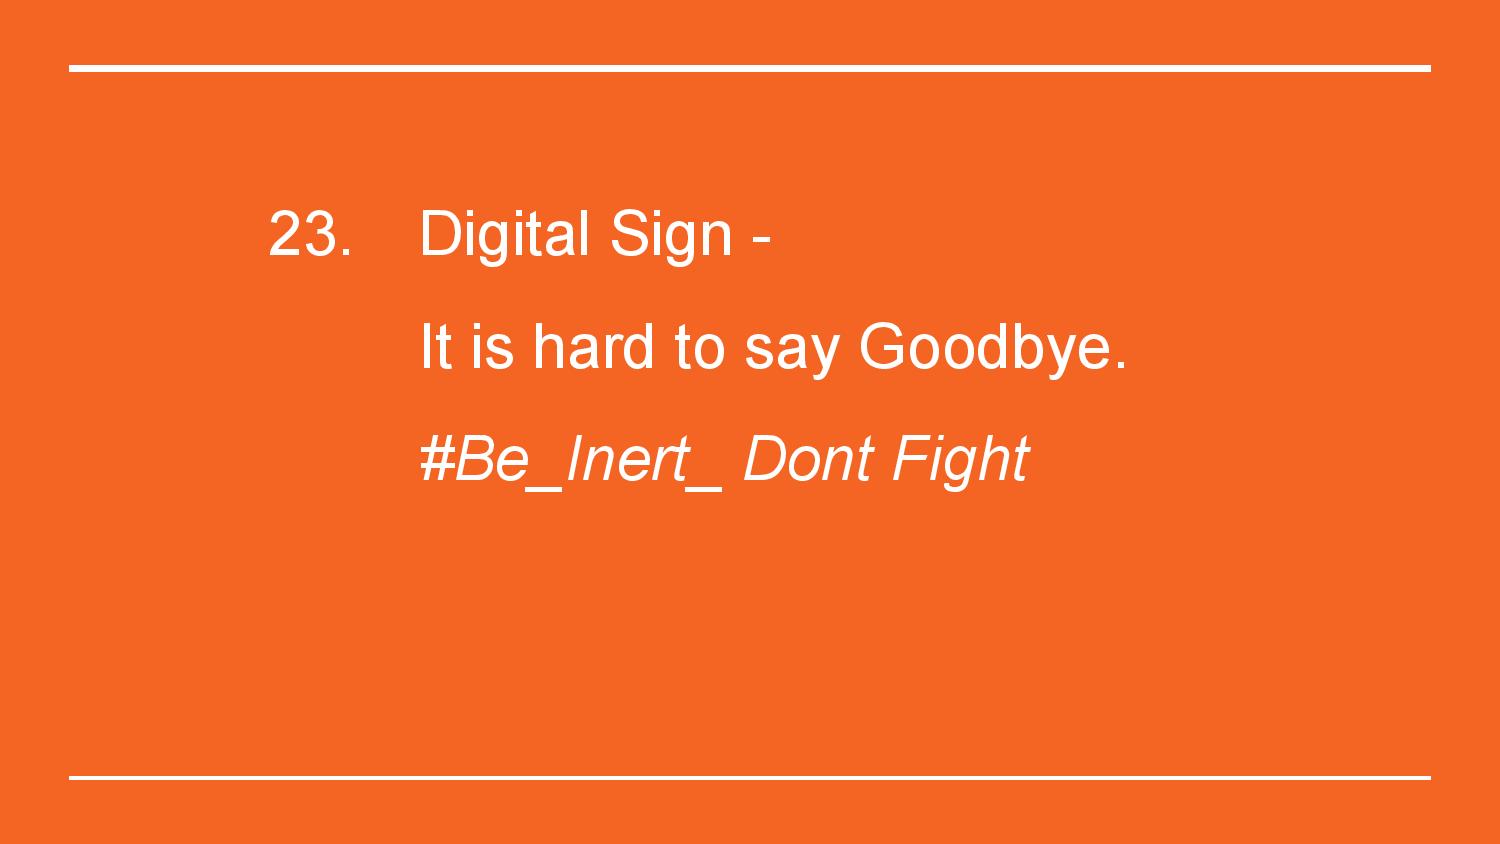 23. Digital Sign -
It is hard to say Goodbye.
#Be_Inert_ Dont Fight